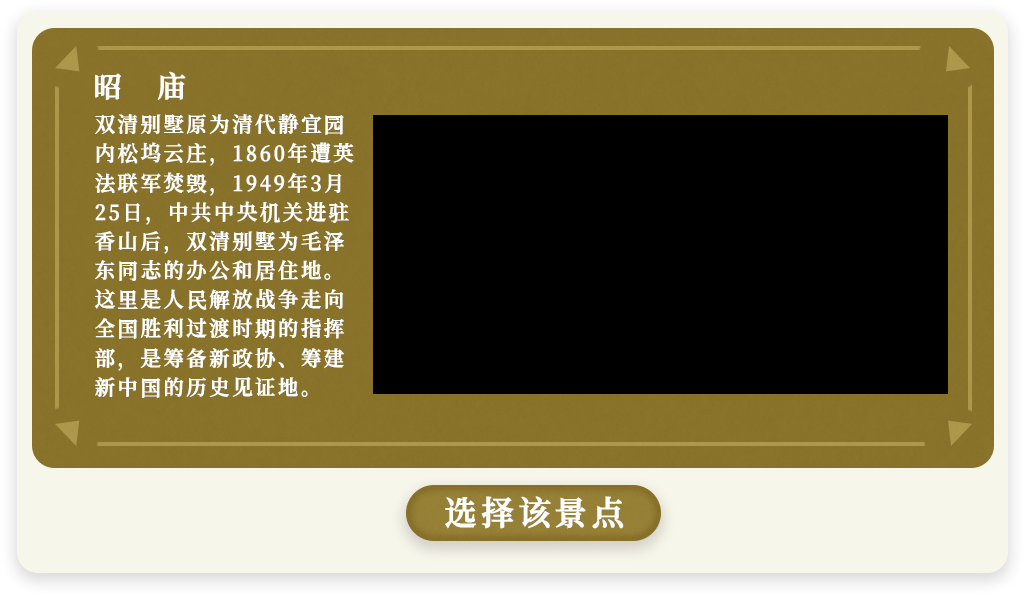 昭 庙
双清别墅原为清代静宜园
内松坞云庄，1860年遭英
法联军焚毁，1949年3月
25日，中共中央机关进驻
香山后，双清别墅为毛泽
东同志的办公和居住地。
这里是人民解放战争走向
全国胜利过渡时期的指挥
部，是筹备新政协、筹建
新中国的历史见证地。
选择该景点